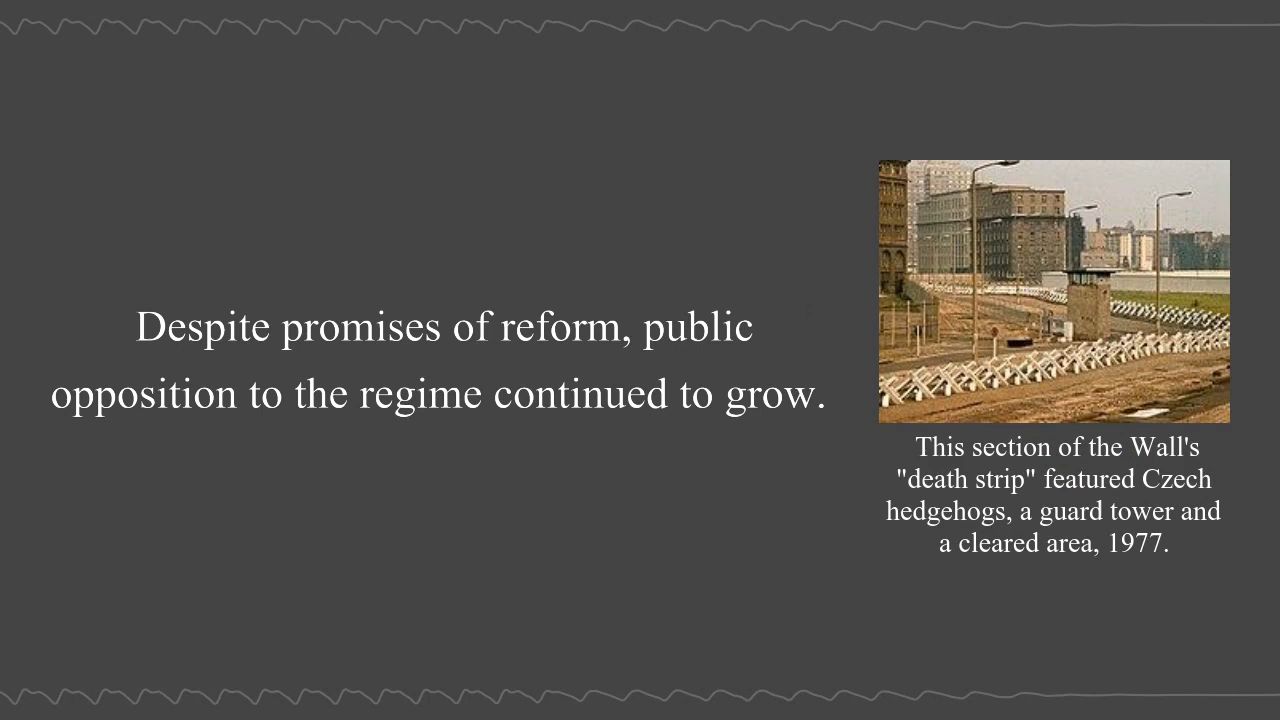 Despite promises of reform, public
opposition to the regime continued to grow.
This section of the Wall's
"death strip" featured Czech
hedgehogs, a guard tower and
a cleared area, 1977.